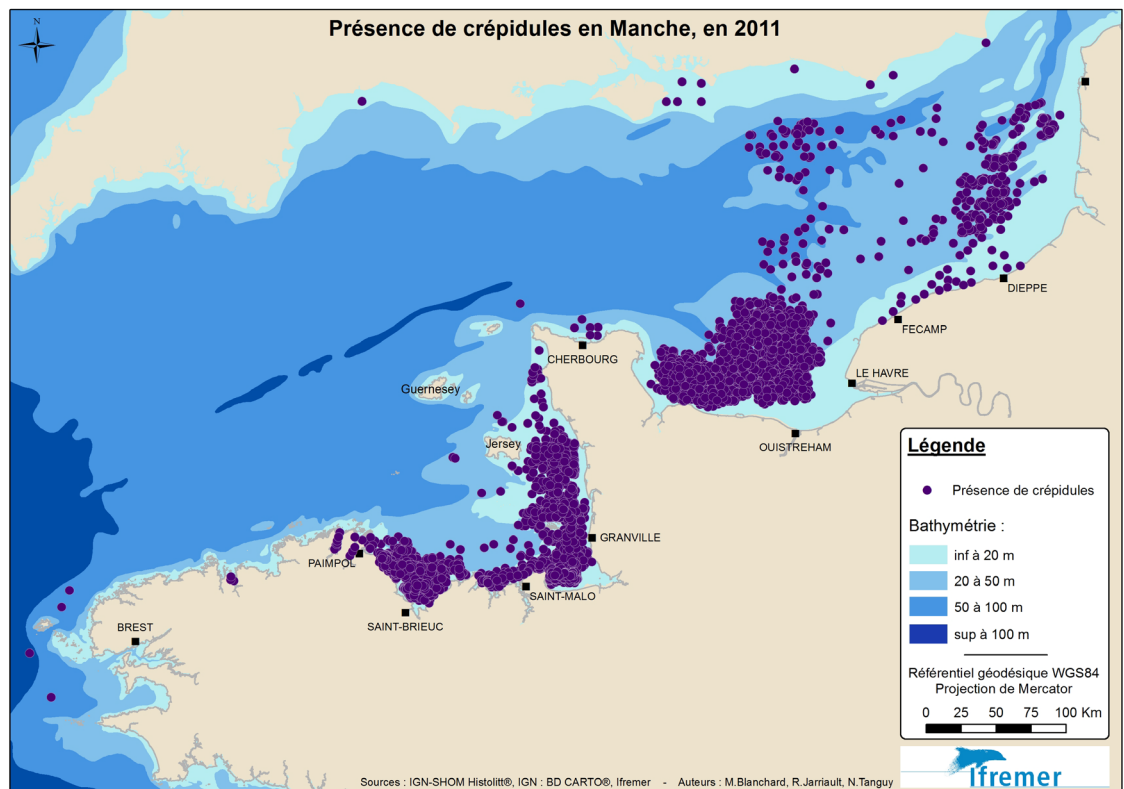 Présence de crépidules en Manche, en 2011
N
DIEPPE
FECAMP
CHERBOURG
LE HAVRE
Guernesey
OUISTREHAM
Jersey
GRANVILLE
PAIMPOL
SAINT-MALO
SAINT-BRIEUC
BREST
Légende
Présence de crépidules
Bathymétrie :
inf à 20 m
20 à 50 m
50 à 100 m
sup à 100 m
Référentiel géodésique WGS84
Projection de Mercator
0 25 50 75 100 Km
Sources : IGN-SHOM Histolitt®, IGN : BD CARTO®, Ifremer - Auteurs : M.Blanchard, R.Jarriault, N.Tanguy
Ifremer